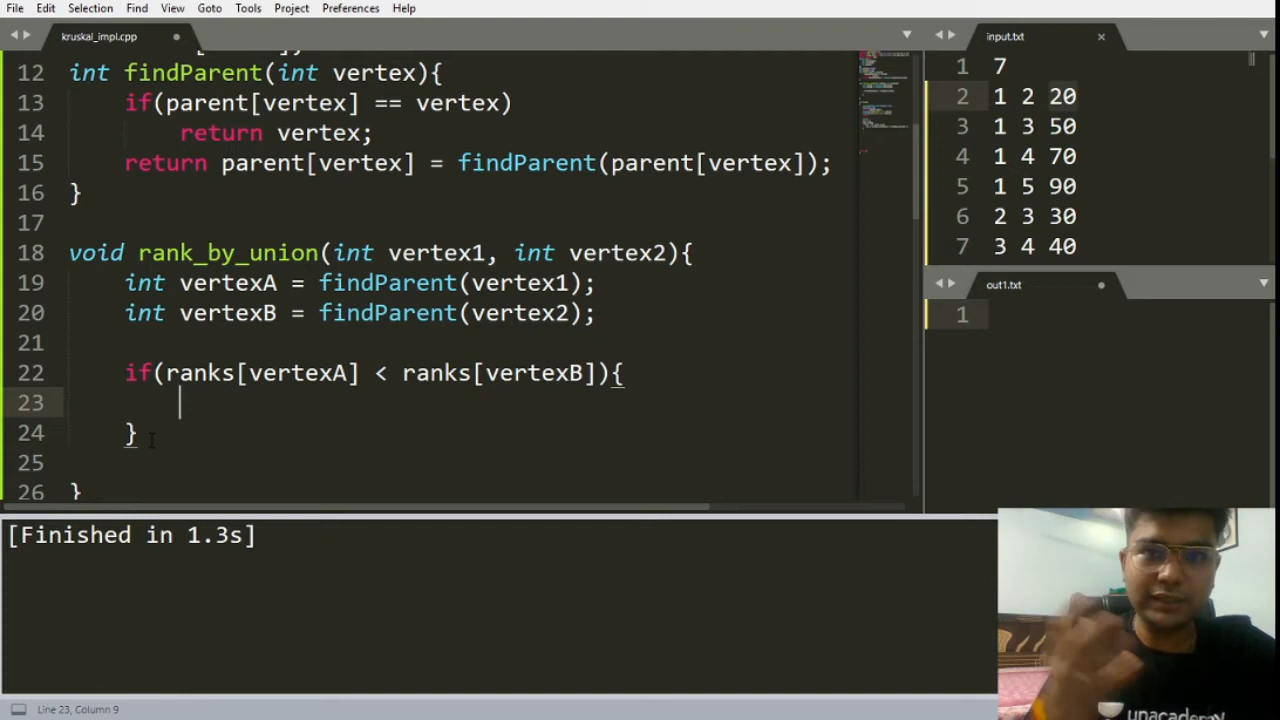 File Edit Selection Find View Goto Tools Project Preferences Help
kruskal_impl.cpp
12 int findParent(int vertex){
13 if(parent[vertex] == vertex)
14 return vertex;
15 return parent[vertex] = findParent(parent[vertex]);
16 }
17
18 void rank_by_union(int vertex1, int vertex2){
19 int vertexA = findParent(vertex1);
20 int vertexB = findParent(vertex2);
21
22 if(ranks[vertexA] < ranks[vertexB]){
23
24 }
25
26 }
input.txt
1 7
2 1 2 20
3 1 3 50
4 1 4 70
5 1 5 90
6 2 3 30
7 3 4 40
out1.txt
1
[Finished in 1.3s]
unacademy
Line 23, Column 9